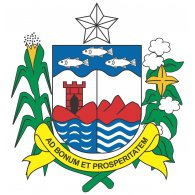 AD BONUM ET PROSPERITATEM